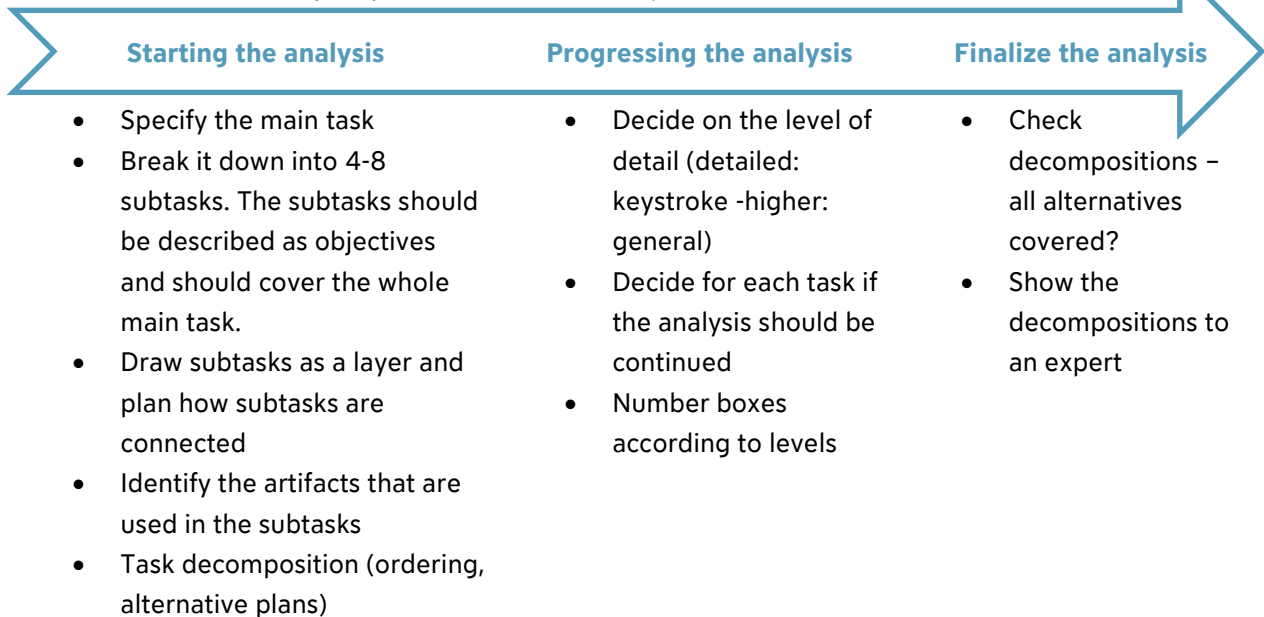 Starting the analysis
Progressing the analysis
Finalize the analysis
• Specify the main task
• Break it down into 4-8
subtasks. The subtasks should
be described as objectives
and should cover the whole
main task.
• Draw subtasks as a layer and
plan how subtasks are
connected
• Identify the artifacts that are
used in the subtasks
• Task decomposition (ordering,
alternative plans)
• Decide on the level of
detail (detailed:
keystroke -higher:
general)
• Decide for each task if
the analysis should be
continued
• Number boxes
according to levels
• Check
decompositions –
all alternatives
covered?
• Show the
decompositions to
an expert